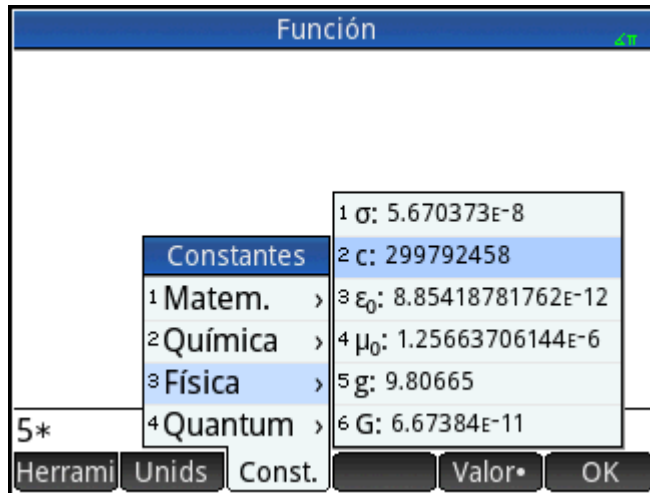 Función
∡π
1 σ: 5.670373E-8
Constantes
2 c: 299792458
1 Matem. ›
3 ε₀: 8.85418781762E-12
2 Química ›
4 μ₀: 1.25663706144E-6
3 Física ›
5 g: 9.80665
4 Quantum ›
6 G: 6.67384E-11
5*
Herrami Unids Const. Valor• OK